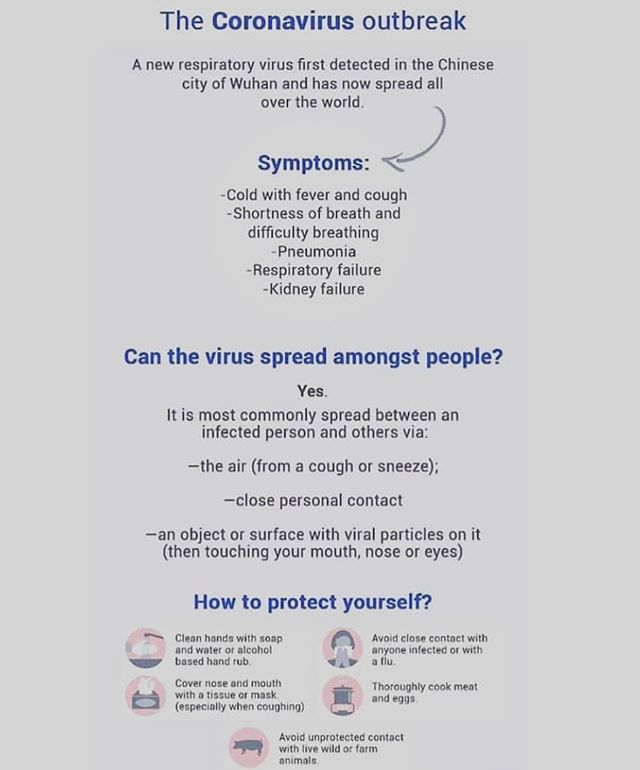 The Coronavirus outbreak
A new respiratory virus first detected in the Chinese
city of Wuhan and has now spread all
over the world.
Symptoms:
-Cold with fever and cough
-Shortness of breath and
difficulty breathing
-Pneumonia
-Respiratory failure
-Kidney failure
Can the virus spread amongst people?
Yes.
It is most commonly spread between an
infected person and others via:
—the air (from a cough or sneeze);
—close personal contact
—an object or surface with viral particles on it
(then touching your mouth, nose or eyes)
How to protect yourself?
Clean hands with soap
and water or alcohol
based hand rub.
Avoid close contact with
anyone infected or with
a flu.
Cover nose and mouth
with a tissue or mask.
(especially when coughing)
Thoroughly cook meat
and eggs.
Avoid unprotected contact
with live wild or farm
animals.